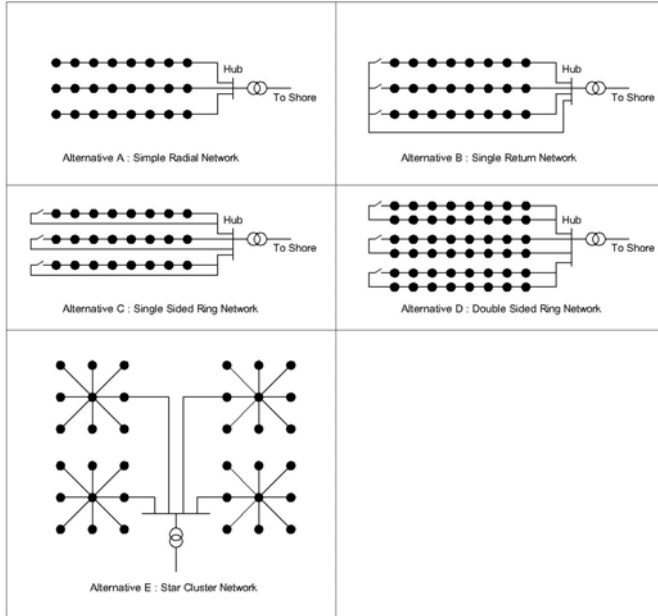 Hub
To Shore
Alternative A : Simple Radial Network
Hub
To Shore
Alternative B : Single Return Network
Hub
To Shore
Alternative C : Single Sided Ring Network
Hub
To Shore
Alternative D : Double Sided Ring Network
Alternative E : Star Cluster Network